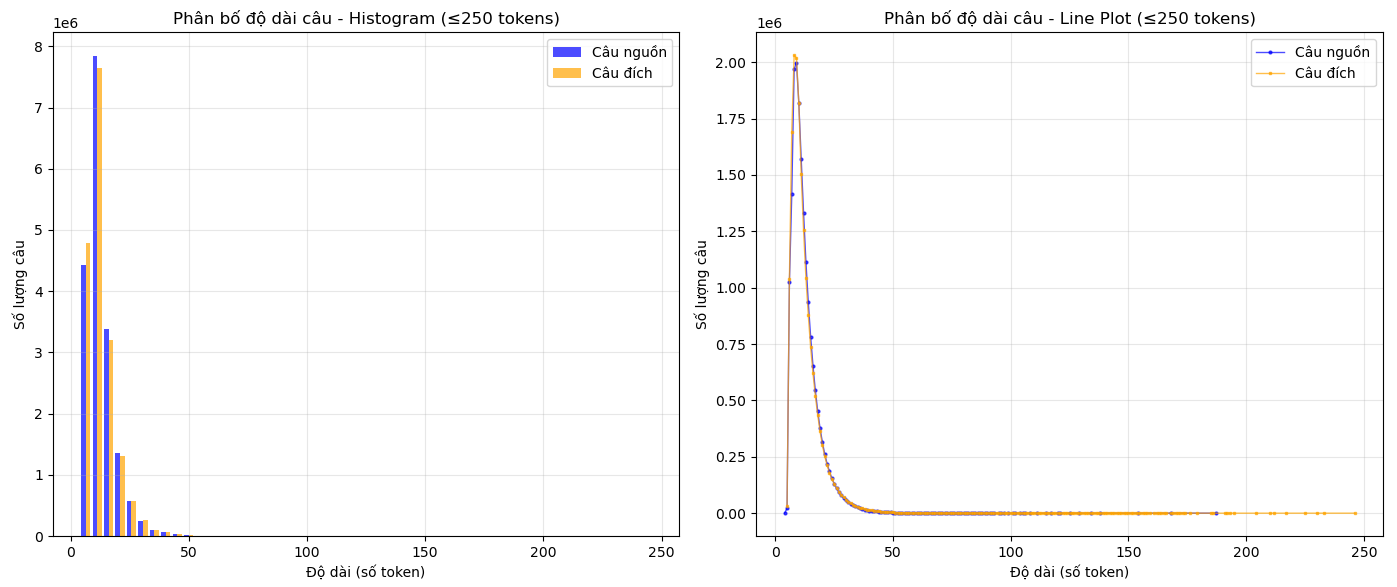 Phân bố độ dài câu - Histogram (≤250 tokens)
1e6
8
7
6
5
4
3
2
1
0
Số lượng câu
Câu nguồn
Câu đích
0
50
100
150
200
250
Độ dài (số token)
Phân bố độ dài câu - Line Plot (≤250 tokens)
1e6
2.00
1.75
1.50
1.25
1.00
0.75
0.50
0.25
0.00
Số lượng câu
Câu nguồn
Câu đích
0
50
100
150
200
250
Độ dài (số token)